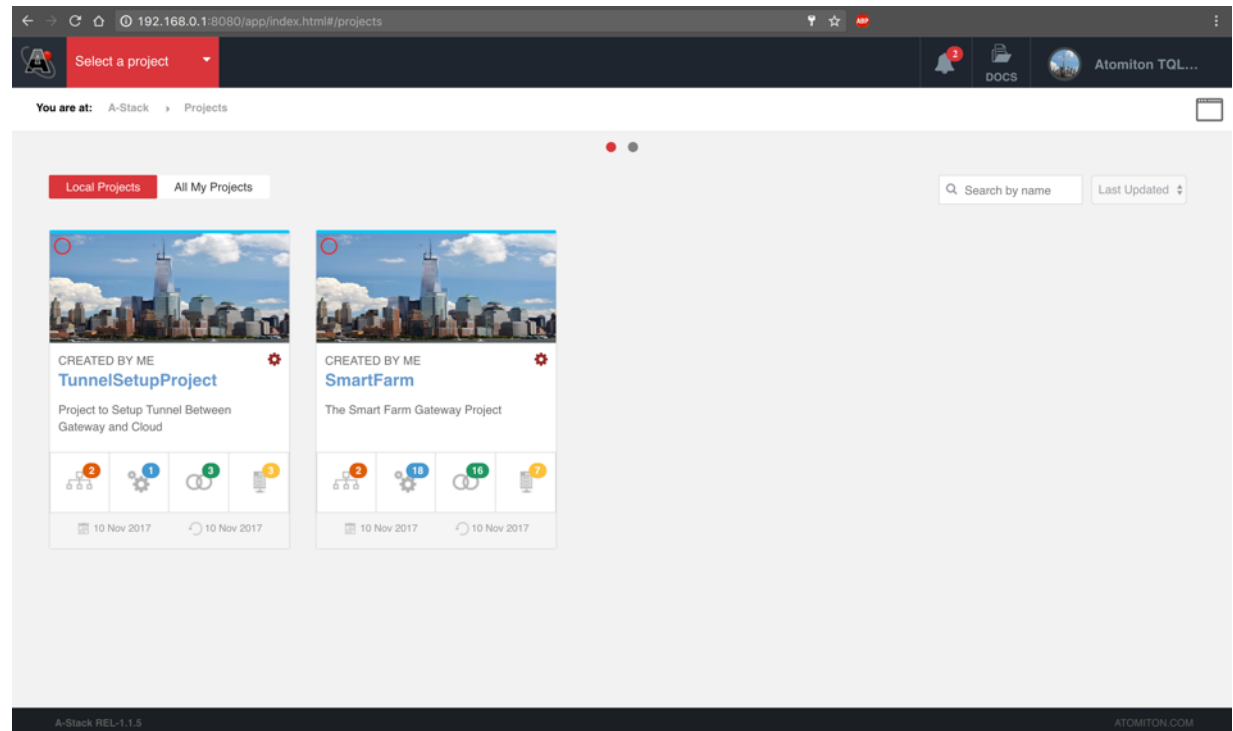 192.168.0.1:8080/app/index.html#/projects
ABP
Select a project
2
DOCS
Atomiton TQL...
You are at: A-Stack › Projects
Local Projects
All My Projects
Search by name
Last Updated
CREATED BY ME
TunnelSetupProject
Project to Setup Tunnel Between
Gateway and Cloud
2
1
3
3
10 Nov 2017
10 Nov 2017
CREATED BY ME
SmartFarm
The Smart Farm Gateway Project
2
18
16
7
10 Nov 2017
10 Nov 2017
A-Stack REL-1.1.5
ATOMITON.COM